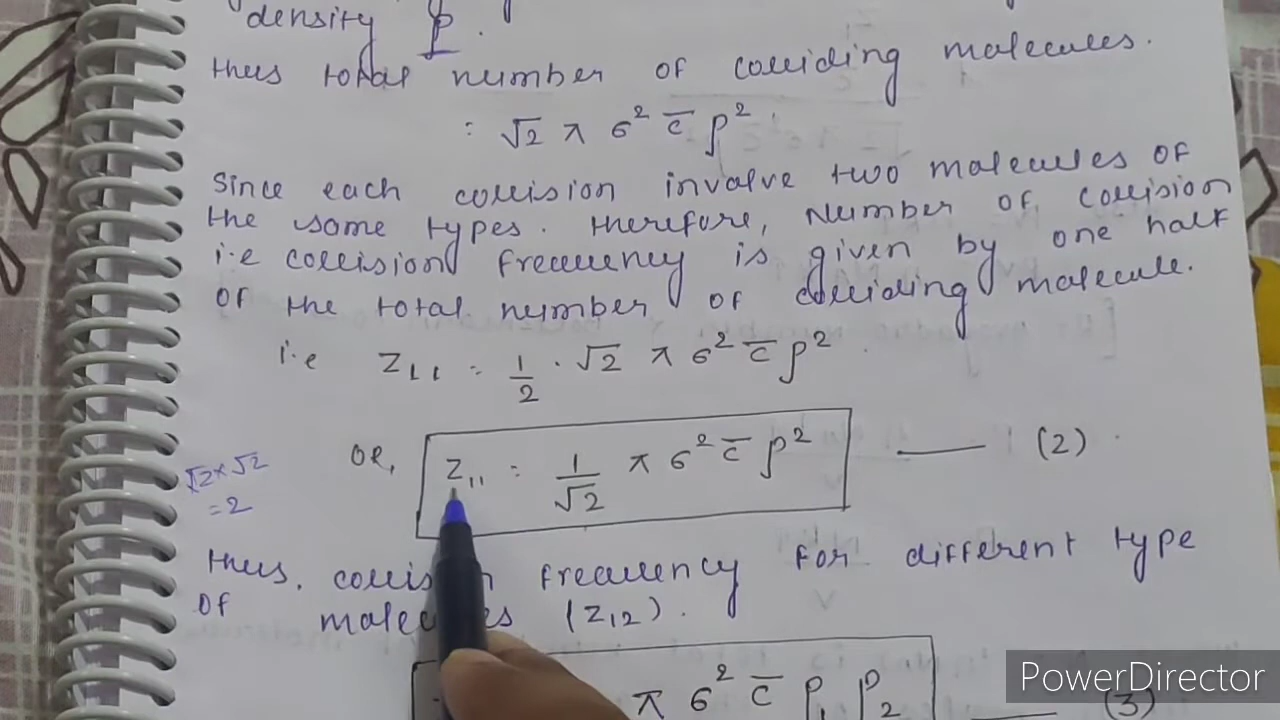 density ρ.
thus total number of colliding molecules.
: √2 π σ² c̄ ρ²
Since each collision involve two molecules of
the some types. therefore, Number of collision
i.e collision frequency is given by one half
of the total number of colliding molecule.
i.e Z₁₁ = 1/2 · √2 π σ² c̄ ρ²
√2×√2
= 2
OR, Z₁₁ = 1/√2 π σ² c̄ ρ² —— (2)
thus, frequency for different type
of (Z₁₂).
π σ² c̄ ρ₁ ρ₂ —— (3)
PowerDirector